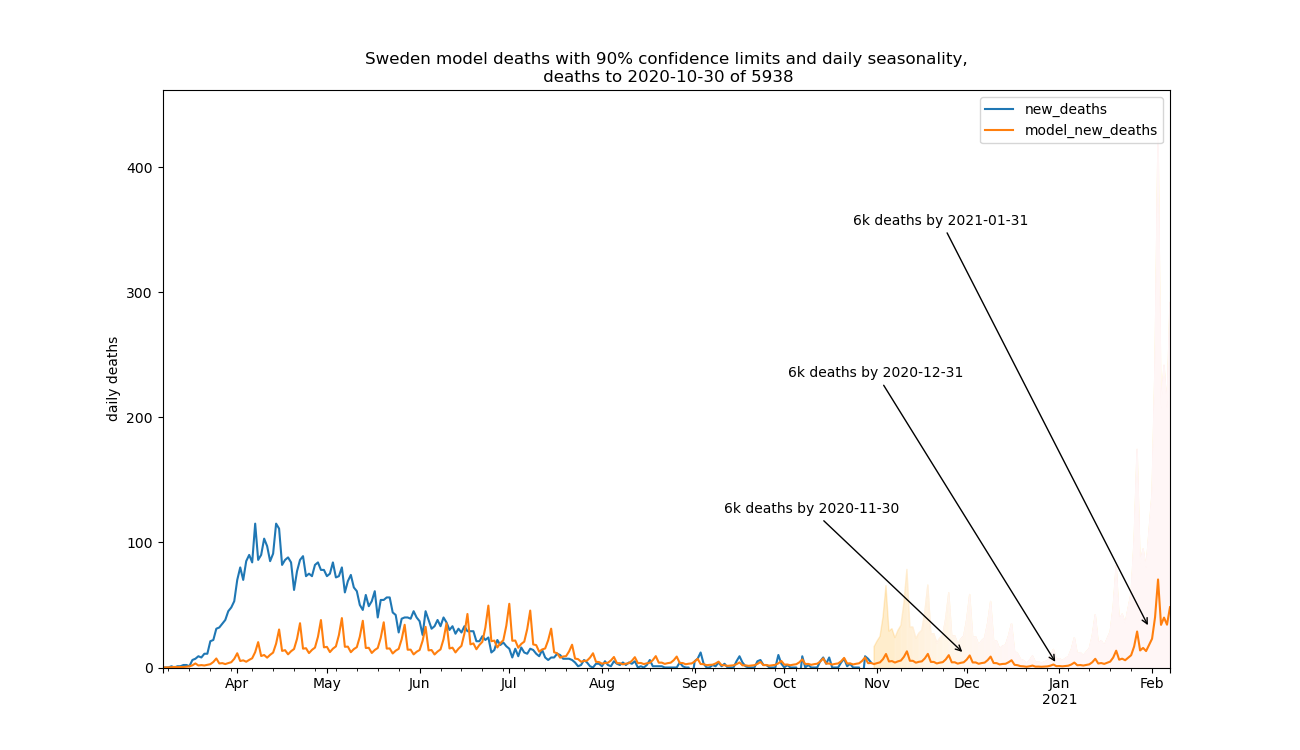 Sweden model deaths with 90% confidence limits and daily seasonality,
deaths to 2020-10-30 of 5938
new_deaths
model_new_deaths
400
300
200
100
0
daily deaths
6k deaths by 2021-01-31
6k deaths by 2020-12-31
6k deaths by 2020-11-30
Apr
May
Jun
Jul
Aug
Sep
Oct
Nov
Dec
Jan
2021
Feb